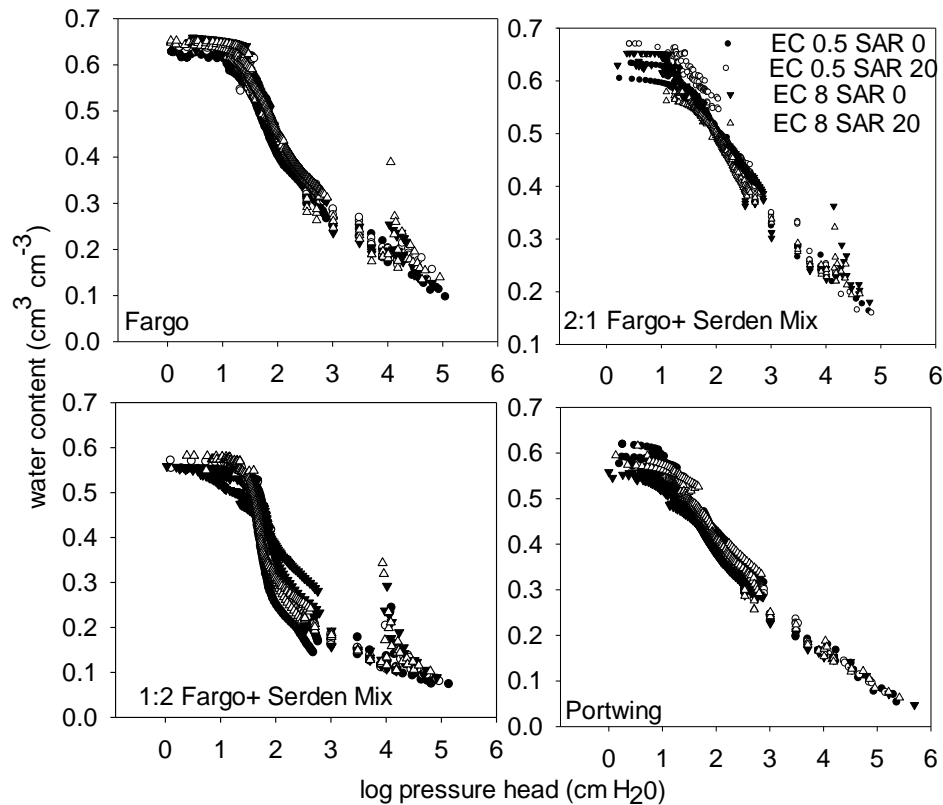 0.7
0.6
0.5
0.4
0.3
0.2
0.1
0.0
0 1 2 3 4 5 6
Fargo
0.7
0.6
0.5
0.4
0.3
0.2
0.1
0 1 2 3 4 5 6
EC 0.5 SAR 0
EC 0.5 SAR 20
EC 8 SAR 0
EC 8 SAR 20
2:1 Fargo+ Serden Mix
water content (cm³ cm⁻³)
0.7
0.6
0.5
0.4
0.3
0.2
0.1
0.0
0 1 2 3 4 5 6
1:2 Fargo+ Serden Mix
0.7
0.6
0.5
0.4
0.3
0.2
0.1
0.0
0 1 2 3 4 5 6
Portwing
log pressure head (cm H₂0)